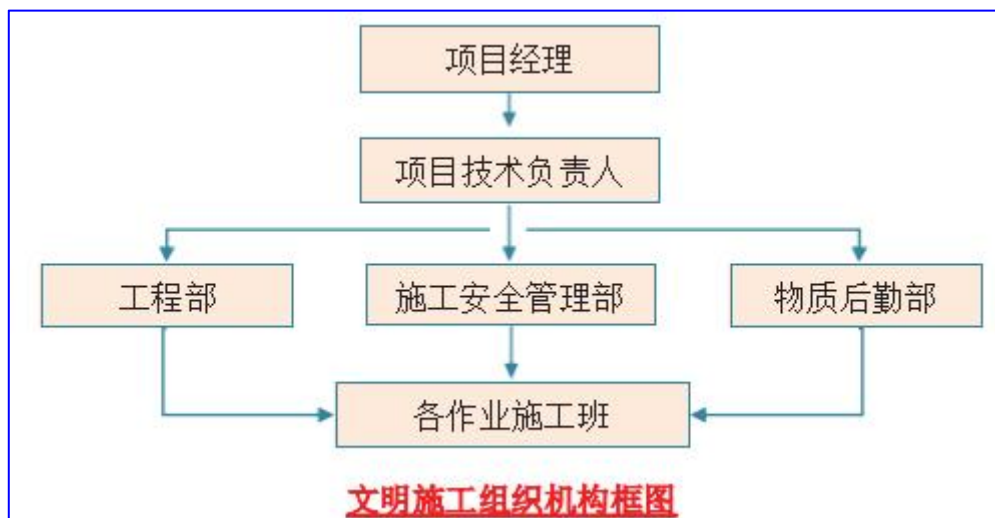 项目经理
项目技术负责人
工程部
施工安全管理部
物质后勤部
各作业施工班
文明施工组织机构框图